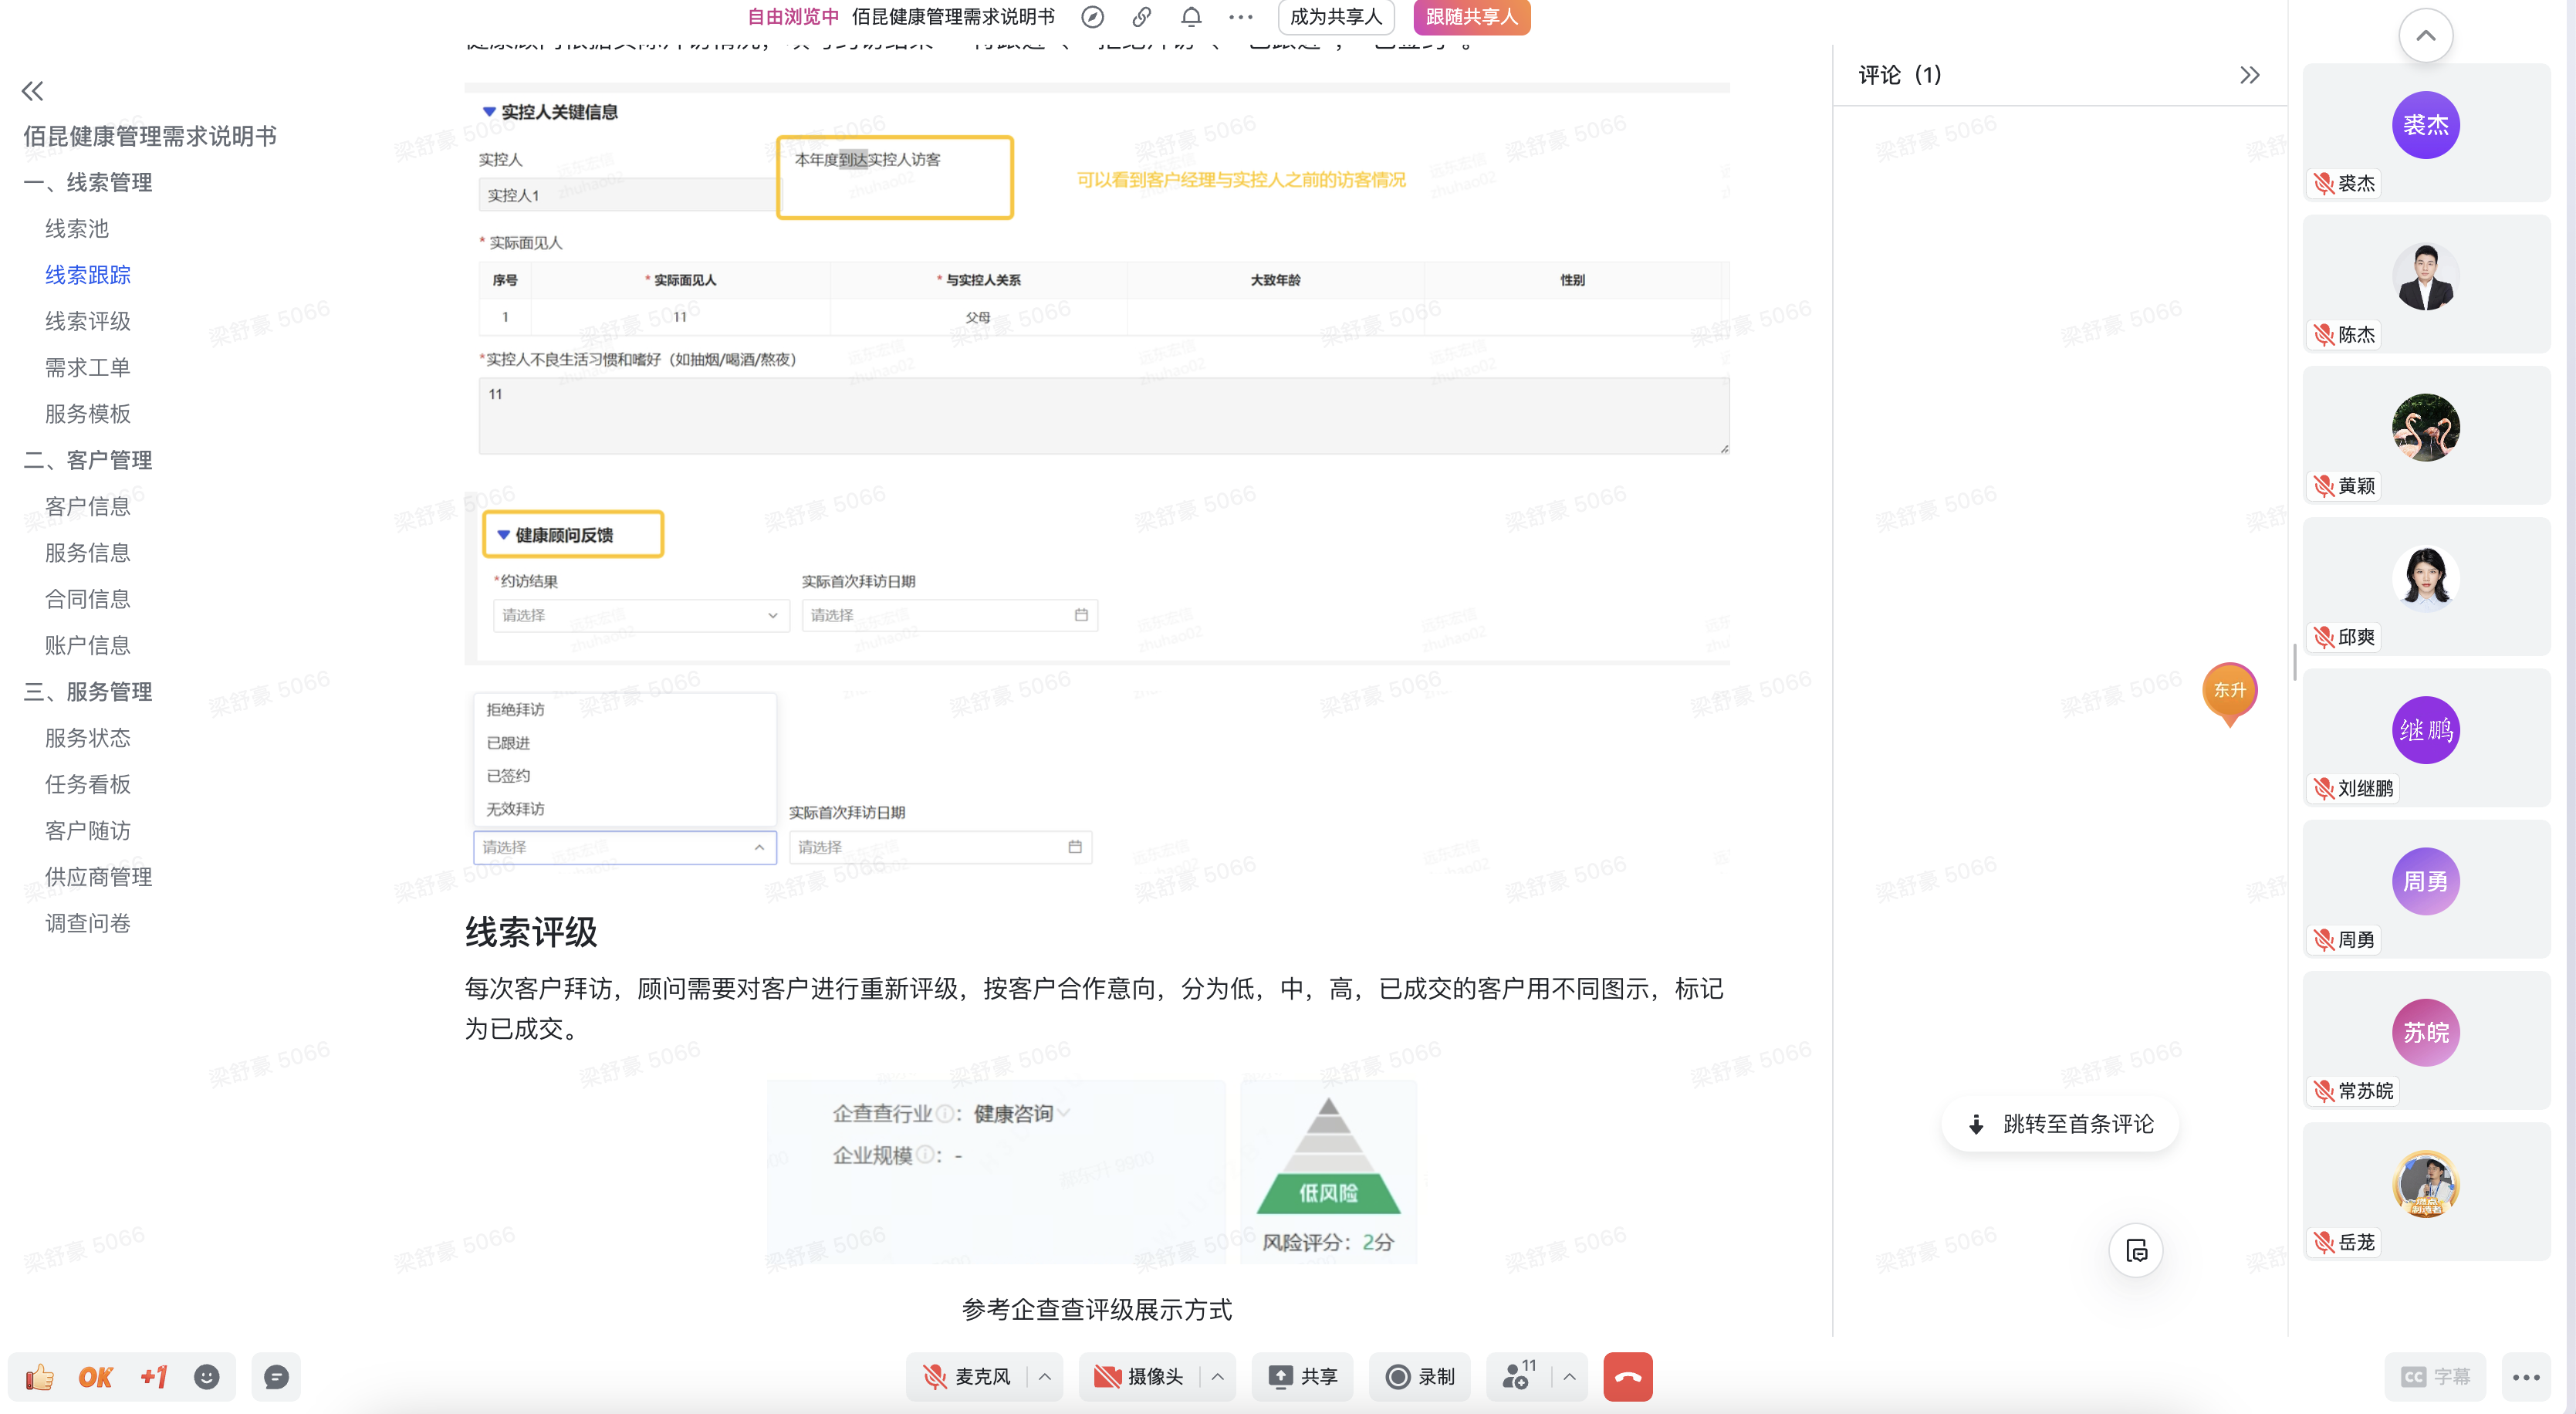 自由浏览中 佰昆健康管理需求说明书 成为共享人 跟随共享人
佰昆健康管理需求说明书
一、线索管理
线索池
线索跟踪
线索评级
需求工单
服务模板
二、客户管理
客户信息
服务信息
合同信息
账户信息
三、服务管理
服务状态
任务看板
客户随访
供应商管理
调查问卷
实控人关键信息
实控人 本年度到达实控人访客
实控人1
可以看到客户经理与实控人之前的访客情况
* 实际面见人
序号 * 实际面见人 * 与实控人关系 大致年龄 性别
1 11 父母
*实控人不良生活习惯和嗜好（如抽烟/喝酒/熬夜）
11
健康顾问反馈
*约访结果 实际首次拜访日期
请选择 请选择
拒绝拜访
已跟进
已签约
无效拜访
实际首次拜访日期
请选择 请选择
线索评级
每次客户拜访，顾问需要对客户进行重新评级，按客户合作意向，分为低，中，高，已成交的客户用不同图示，标记
为已成交。
企查查行业：健康咨询
企业规模：-
低风险
风险评分：2分
参考企查查评级展示方式
评论（1）
东升
跳转至首条评论
裘杰
裘杰
陈杰
黄颖
邱爽
继鹏
刘继鹏
周勇
周勇
苏皖
常苏皖
岳茏
OK +1
麦克风 摄像头 共享 录制 11
CC 字幕
梁舒豪 5066
远东宏信
zhuhao02